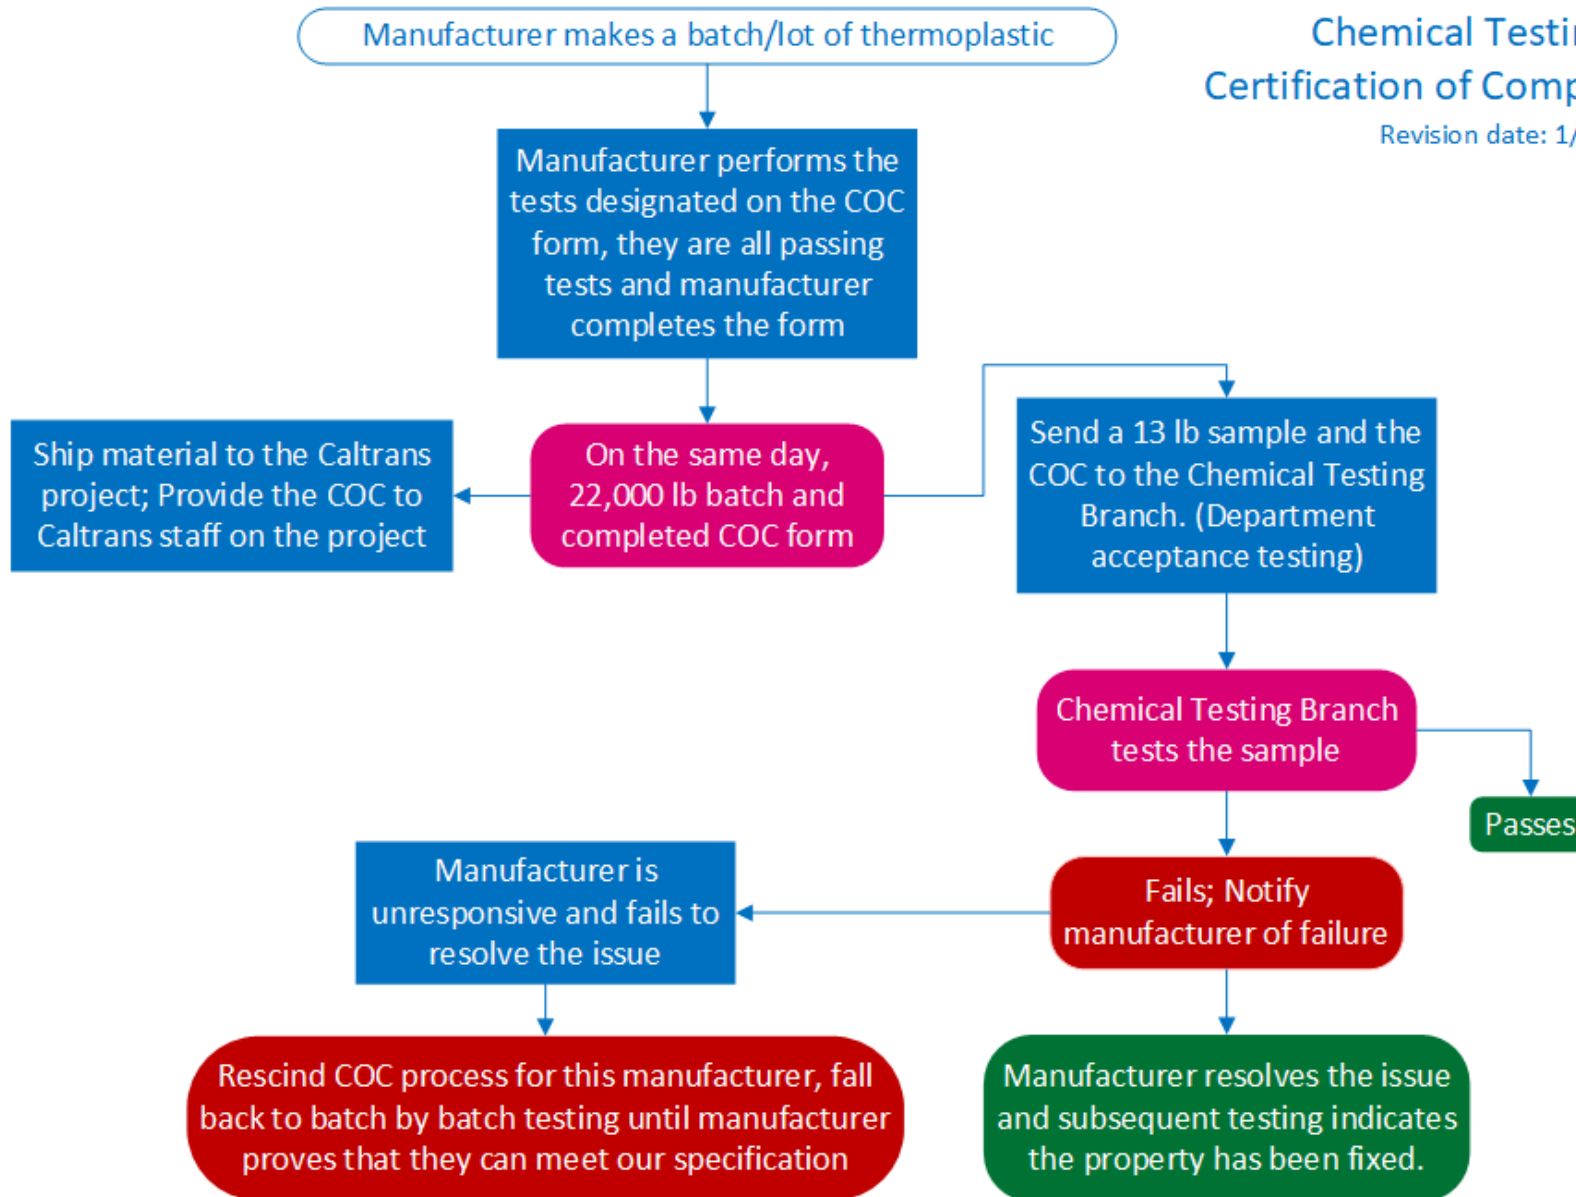 Manufacturer makes a batch/lot of thermoplastic
Chemical
Certification of
Revision date: 1/
Manufacturer performs the
tests designated on the COC
form, they are all passing
tests and manufacturer
completes the form
Ship material to the Caltrans
project; Provide the COC to
Caltrans staff on the project
On the same day,
22,000 lb batch and
completed COC form
Send a 13 lb sample and the
COC to the Chemical Testing
Branch. (Department
acceptance testing)
Chemical Testing Branch
tests the sample
Passes
Manufacturer is
unresponsive and fails to
resolve the issue
Fails; Notify
manufacturer of failure
Rescind COC process for this manufacturer, fall
back to batch by batch testing until manufacturer
proves that they can meet our specification
Manufacturer resolves the issue
and subsequent testing indicates
the property has been fixed.